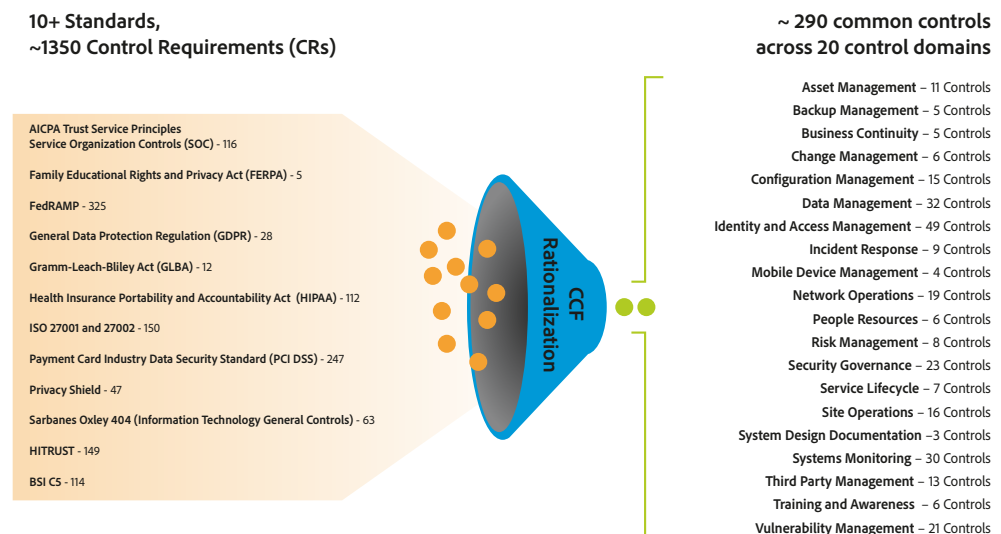 10+ Standards,
~1350 Control Requirements (CRs)
AICPA Trust Service Principles
Service Organization Controls (SOC) - 116
Family Educational Rights and Privacy Act (FERPA) - 5
FedRAMP - 325
General Data Protection Regulation (GDPR) - 28
Gramm-Leach-Bliley Act (GLBA) - 12
Health Insurance Portability and Accountability Act (HIPAA) - 112
ISO 27001 and 27002 - 150
Payment Card Industry Data Security Standard (PCI DSS) - 247
Privacy Shield - 47
Sarbanes Oxley 404 (Information Technology General Controls) - 63
HITRUST - 149
BSI C5 - 114
CCF
Rationalization
~ 290 common controls
across 20 control domains
Asset Management – 11 Controls
Backup Management – 5 Controls
Business Continuity – 5 Controls
Change Management – 6 Controls
Configuration Management – 15 Controls
Data Management – 32 Controls
Identity and Access Management – 49 Controls
Incident Response – 9 Controls
Mobile Device Management – 4 Controls
Network Operations – 19 Controls
People Resources – 6 Controls
Risk Management – 8 Controls
Security Governance – 23 Controls
Service Lifecycle – 7 Controls
Site Operations – 16 Controls
System Design Documentation –3 Controls
Systems Monitoring – 30 Controls
Third Party Management – 13 Controls
Training and Awareness – 6 Controls
Vulnerability Management – 21 Controls